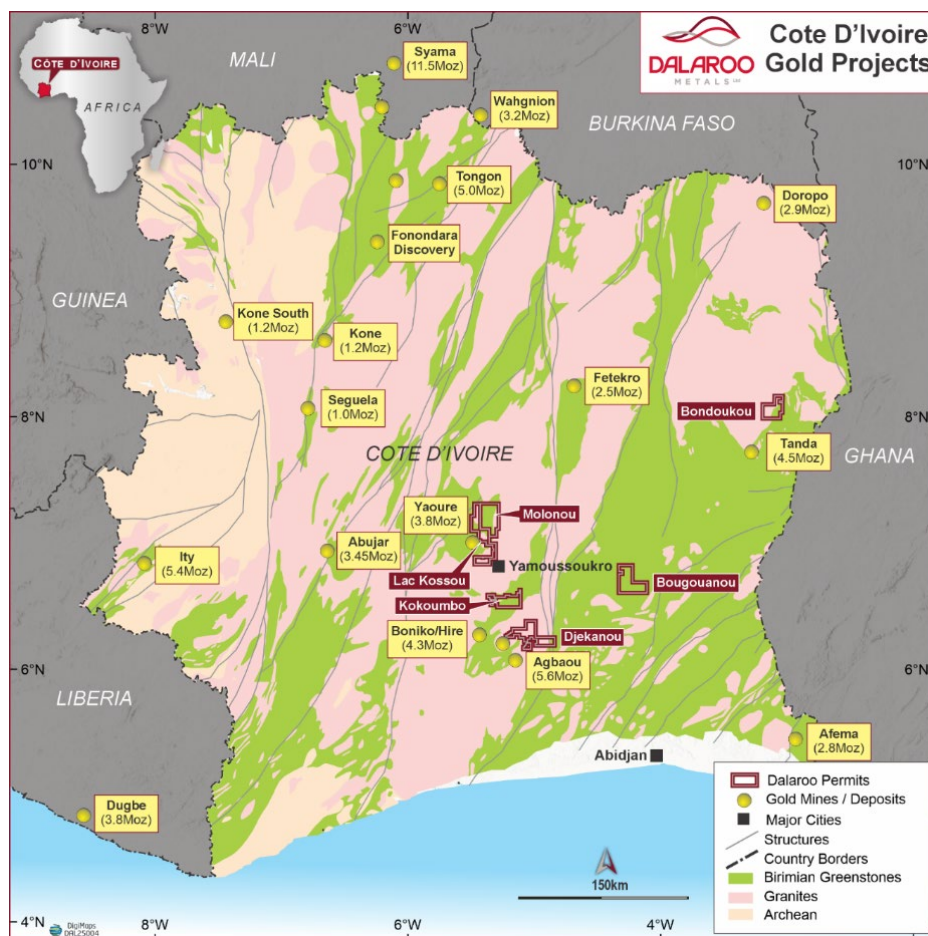 8°W
6°W
DALAROO
METALS LTD
Cote D'Ivoire
Gold Projects
CÔTE D'IVOIRE
AFRICA
MALI
Syama
(11.5Moz)
Wahgnion
(3.2Moz)
BURKINA FASO
10°N
10°N
Tongon
(5.0Moz)
Doropo
(2.9Moz)
Fonondara
Discovery
GUINEA
Kone South
(1.2Moz)
Kone
(1.2Moz)
Fetekro
(2.5Moz)
Seguela
(1.0Moz)
Bondoukou
8°N
8°N
COTE D'IVOIRE
Tanda
(4.5Moz)
GHANA
Yaoure
(3.8Moz)
Molonou
Ity
(5.4Moz)
Abujar
(3.45Moz)
Yamoussoukro
Lac Kossou
Bougouanou
Kokoumbo
Boniko/Hire
(4.3Moz)
Djekanou
6°N
6°N
Agbaou
(5.6Moz)
LIBERIA
Afema
(2.8Moz)
Abidjan
Dugbe
(3.8Moz)
Dalaroo Permits
Gold Mines / Deposits
Major Cities
Structures
Country Borders
Birimian Greenstones
Granites
Archean
150km
4°N
4°N
DigiMaps
DAL25004
8°W
6°W
4°W